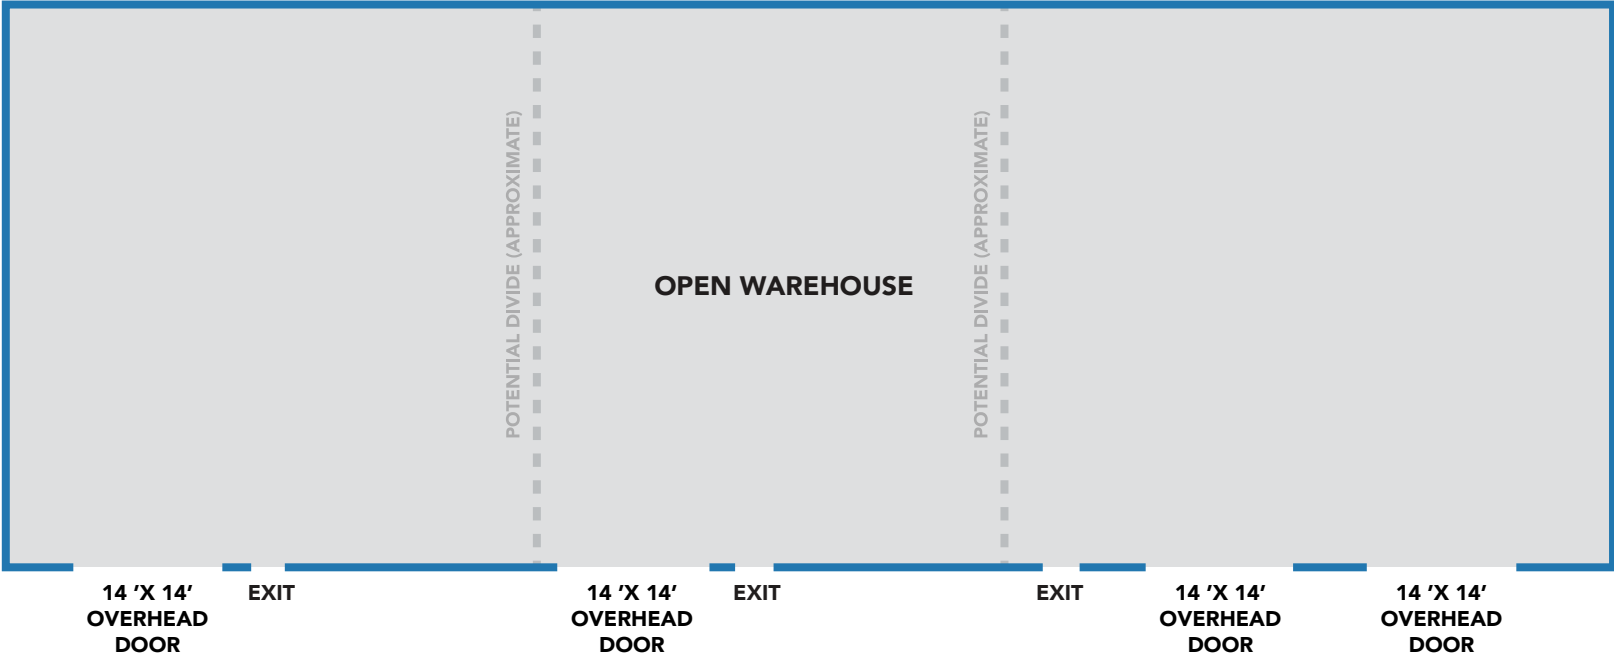 POTENTIAL DIVIDE (APPROXIMATE)
POTENTIAL DIVIDE (APPROXIMATE)
OPEN WAREHOUSE
14 ’X 14’
OVERHEAD
DOOR
EXIT
14 ’X 14’
OVERHEAD
DOOR
EXIT
EXIT
14 ’X 14’
OVERHEAD
DOOR
14 ’X 14’
OVERHEAD
DOOR